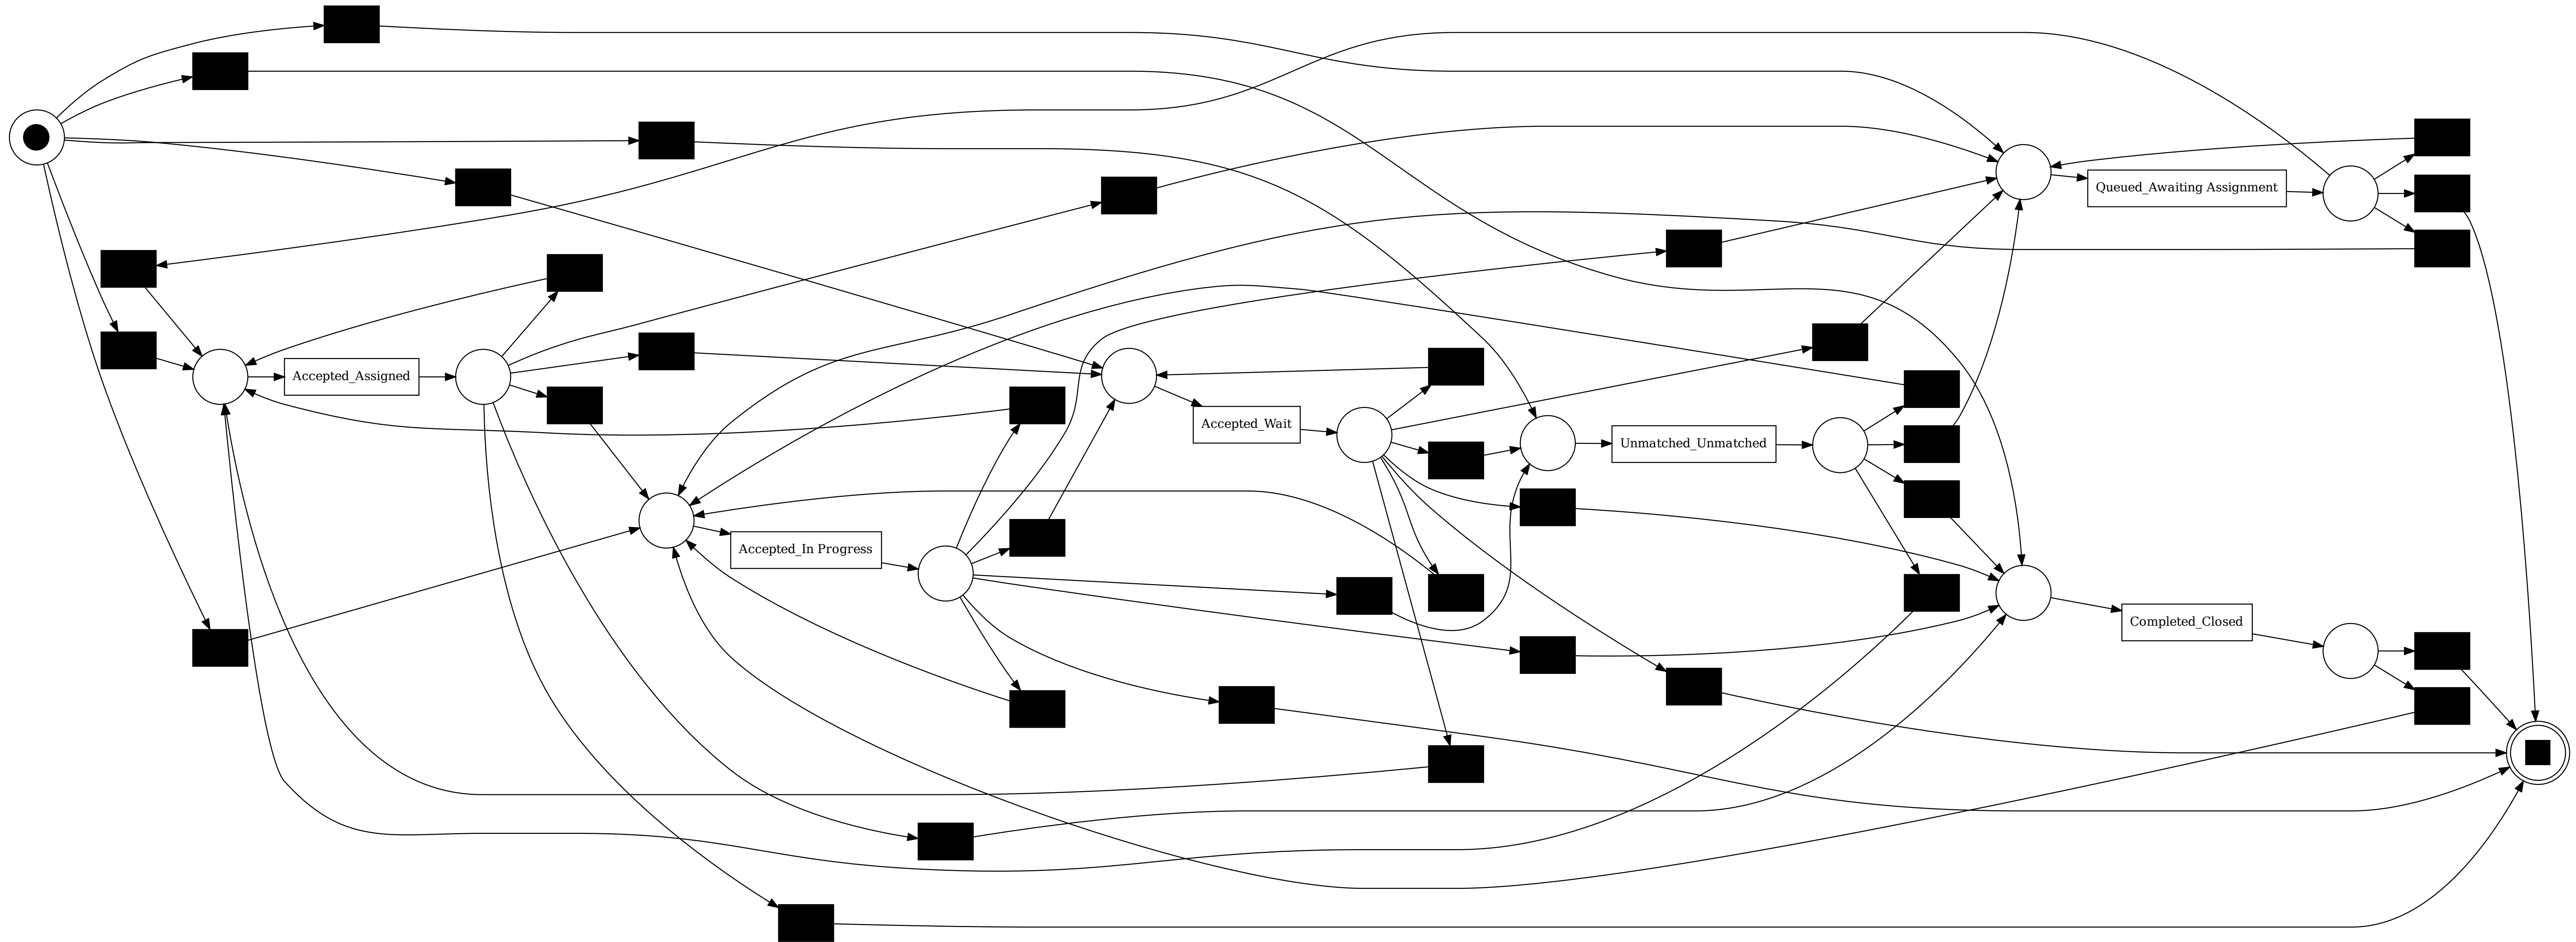 Queued_Awaiting Assignment
Accepted_Assigned
Accepted_Wait
Unmatched_Unmatched
Accepted_In Progress
Completed_Closed